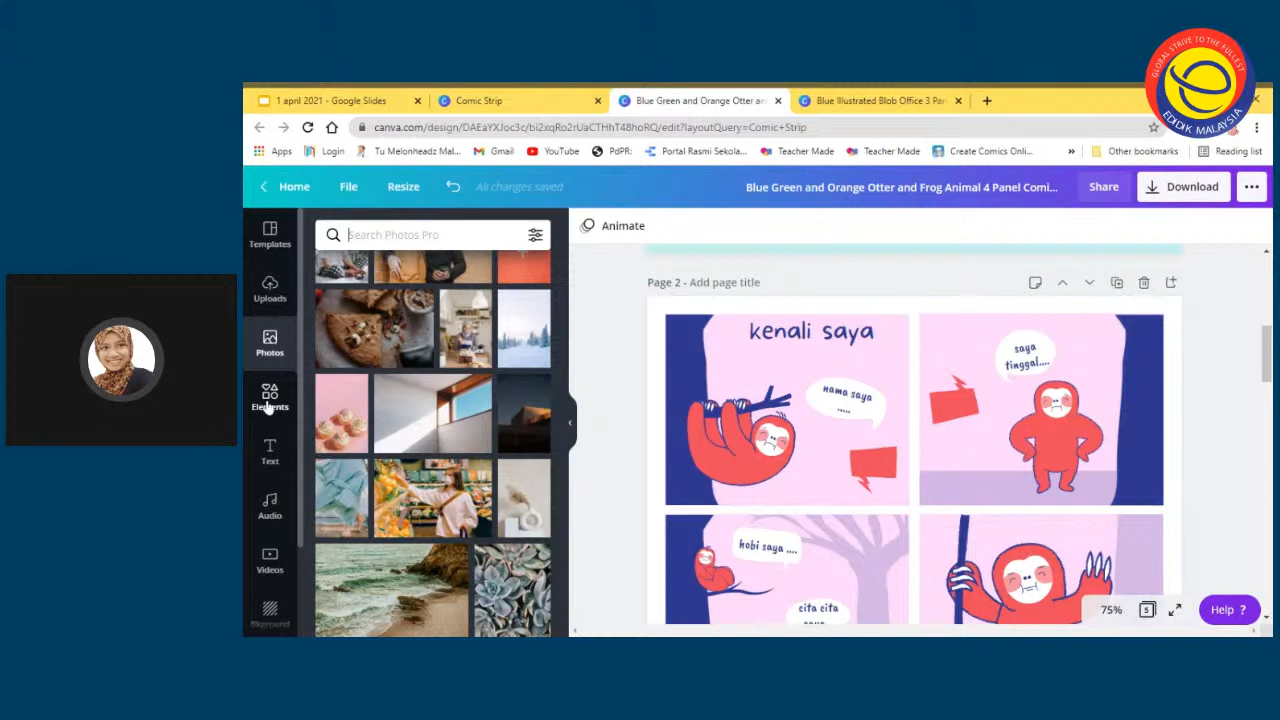 GLOBAL STRIVE TO THE FULLEST
EDIDIK MALAYSIA
1 april 2021 - Google Slides
Comic Strip
Blue Green and Orange Otter an
Blue Illustrated Blob Office 3 Pan
canva.com/design/DAEaYXJoc3c/bi2xqRo2rUaCTHhT48hoRQ/edit?layoutQuery=Comic+Strip
Apps
Login
Tu Melonheadz Mal...
Gmail
YouTube
PdPR:
Portal Rasmi Sekola...
Teacher Made
Teacher Made
Create Comics Onli...
»
Other bookmarks
Reading list
Home
File
Resize
All changes saved
Blue Green and Orange Otter and Frog Animal 4 Panel Comi...
Share
Download
Templates
Uploads
Photos
Elements
Text
Audio
Videos
Bkground
Search Photos Pro
Animate
Page 2 - Add page title
kenali saya
nama saya
.....
saya
tinggal....
hobi saya ....
cita cita
saya
75%
5
Help ?